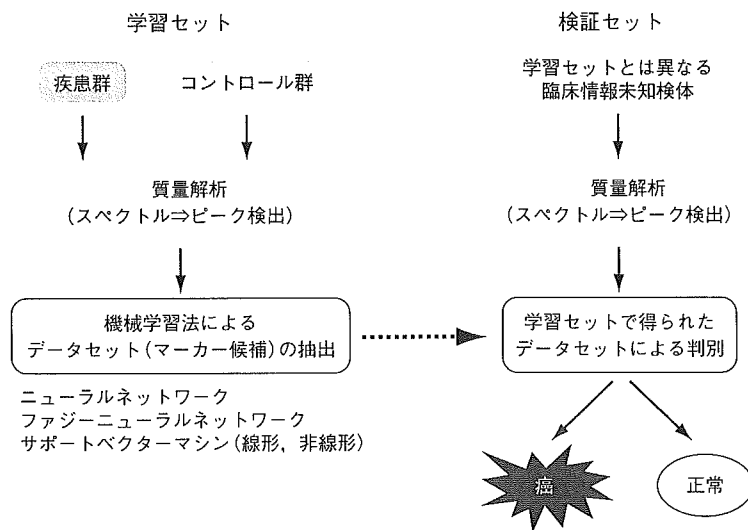 学習セット
疾患群
コントロール群
質量解析
(スペクトル⇒ピーク検出)
機械学習法による
データセット(マーカー候補)の抽出
ニューラルネットワーク
ファジーニューラルネットワーク
サポートベクターマシン(線形,非線形)
検証セット
学習セットとは異なる
臨床情報未知検体
質量解析
(スペクトル⇒ピーク検出)
学習セットで得られた
データセットによる判別
癌
正常